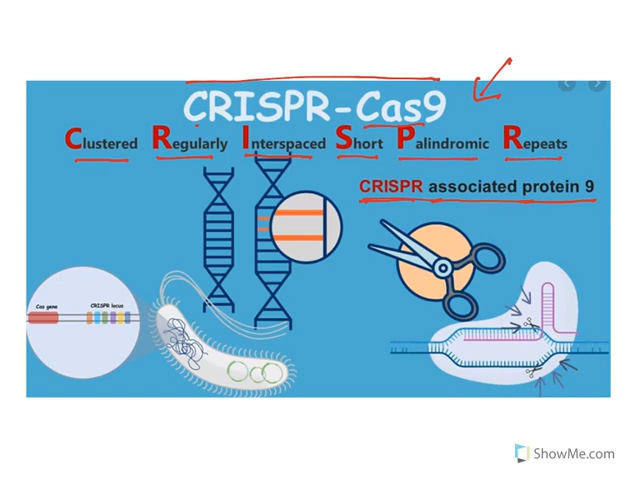 CRISPR-Cas9
Clustered Regularly Interspaced Short Palindromic Repeats
CRISPR associated protein 9
Cas gene CRISPR locus
ShowMe.com